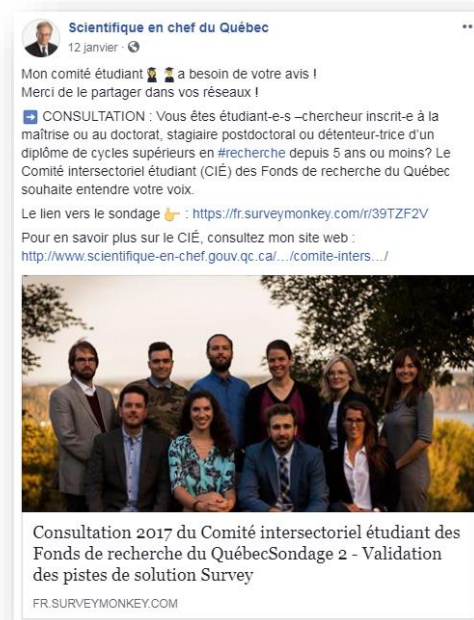 Scientifique en chef du Québec
12 janvier ·
Mon comité étudiant a besoin de votre avis !
Merci de le partager dans vos réseaux !
CONSULTATION : Vous êtes étudiant-e-s –chercheur inscrit-e à la
maîtrise ou au doctorat, stagiaire postdoctoral ou détenteur-trice d'un
diplôme de cycles supérieurs en #recherche depuis 5 ans ou moins? Le
Comité intersectoriel étudiant (CIÉ) des Fonds de recherche du Québec
souhaite entendre votre voix.
Le lien vers le sondage 👉 : https://fr.surveymonkey.com/r/39TZF2V
Pour en savoir plus sur le CIÉ, consultez mon site web :
http://www.scientifique-en-chef.gouv.qc.ca/…/comite-inters…/
Consultation 2017 du Comité intersectoriel étudiant des
Fonds de recherche du QuébecSondage 2 - Validation
des pistes de solution Survey
FR.SURVEYMONKEY.COM